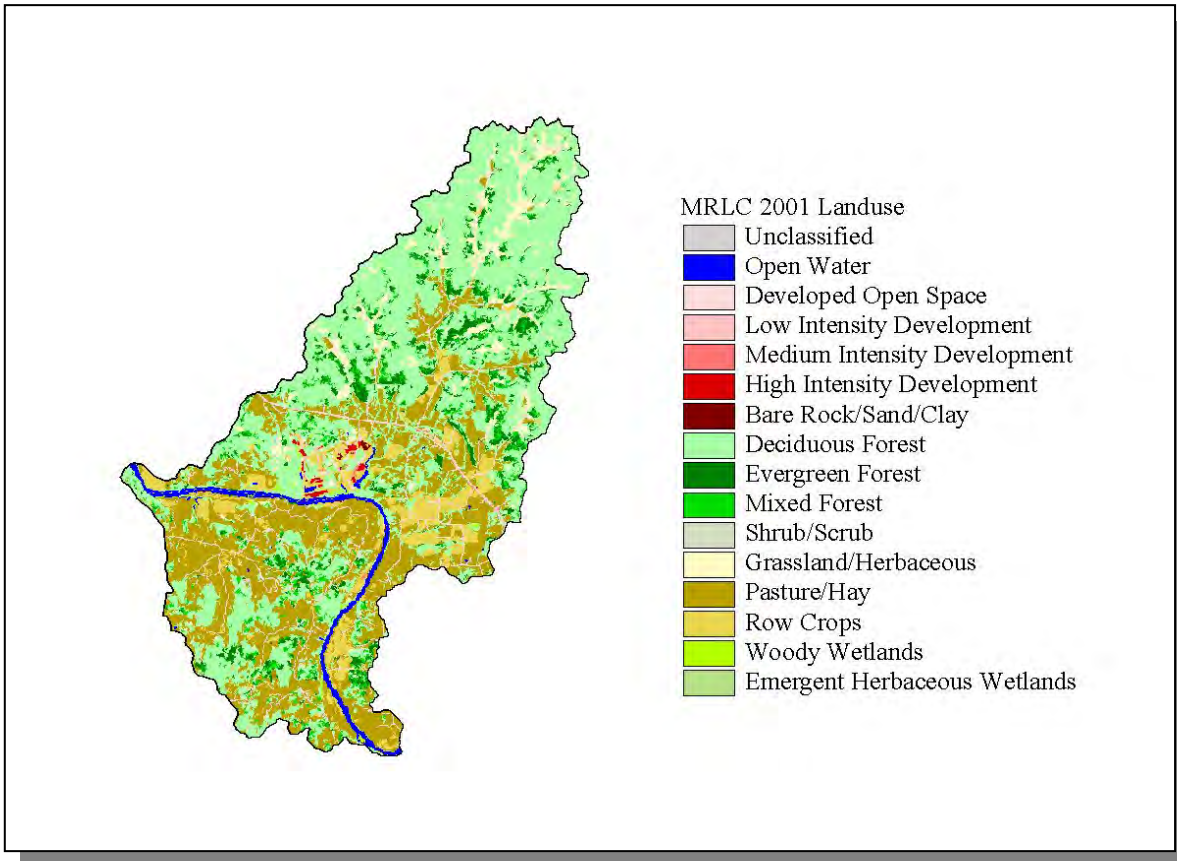 MRLC 2001 Landuse
Unclassified
Open Water
Developed Open Space
Low Intensity Development
Medium Intensity Development
High Intensity Development
Bare Rock/Sand/Clay
Deciduous Forest
Evergreen Forest
Mixed Forest
Shrub/Scrub
Grassland/Herbaceous
Pasture/Hay
Row Crops
Woody Wetlands
Emergent Herbaceous Wetlands